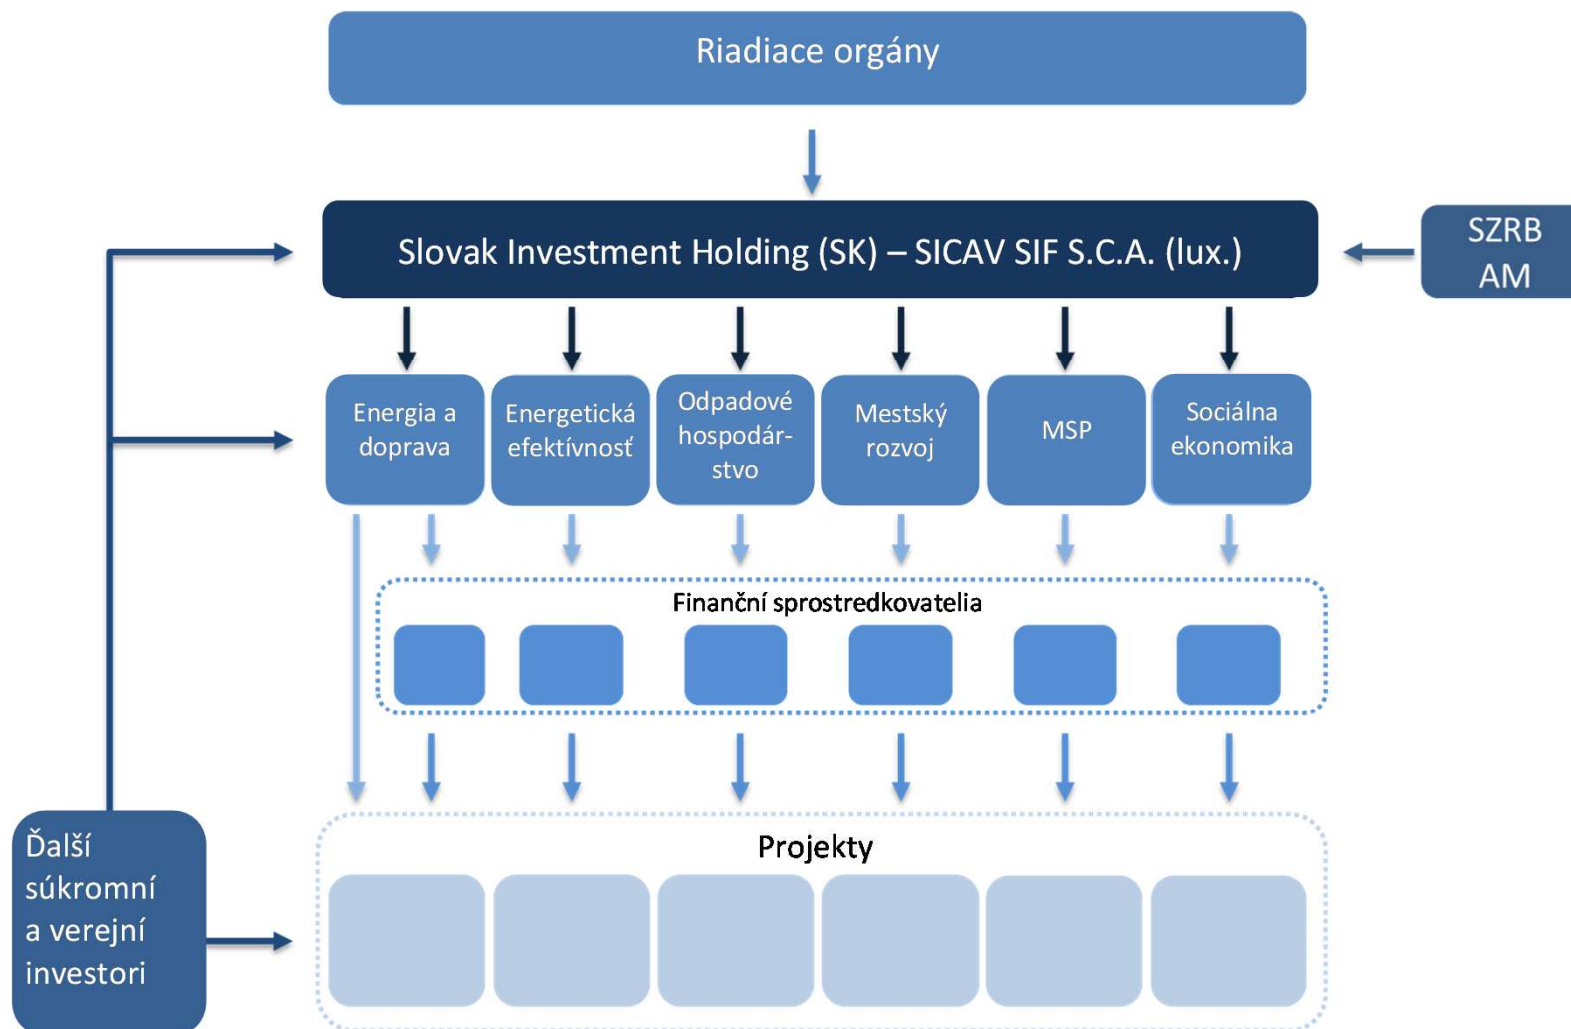 Riadiace orgány
Slovak Investment Holding (SK) – SICAV SIF S.C.A. (lux.)
SZRB
AM
Energia a
doprava
Energetická
efektívnosť
Odpadové
hospodár-
stvo
Mestský
rozvoj
MSP
Sociálna
ekonomika
Finanční sprostredkovatelia
Projekty
Ďalší
súkromní
a verejní
investori